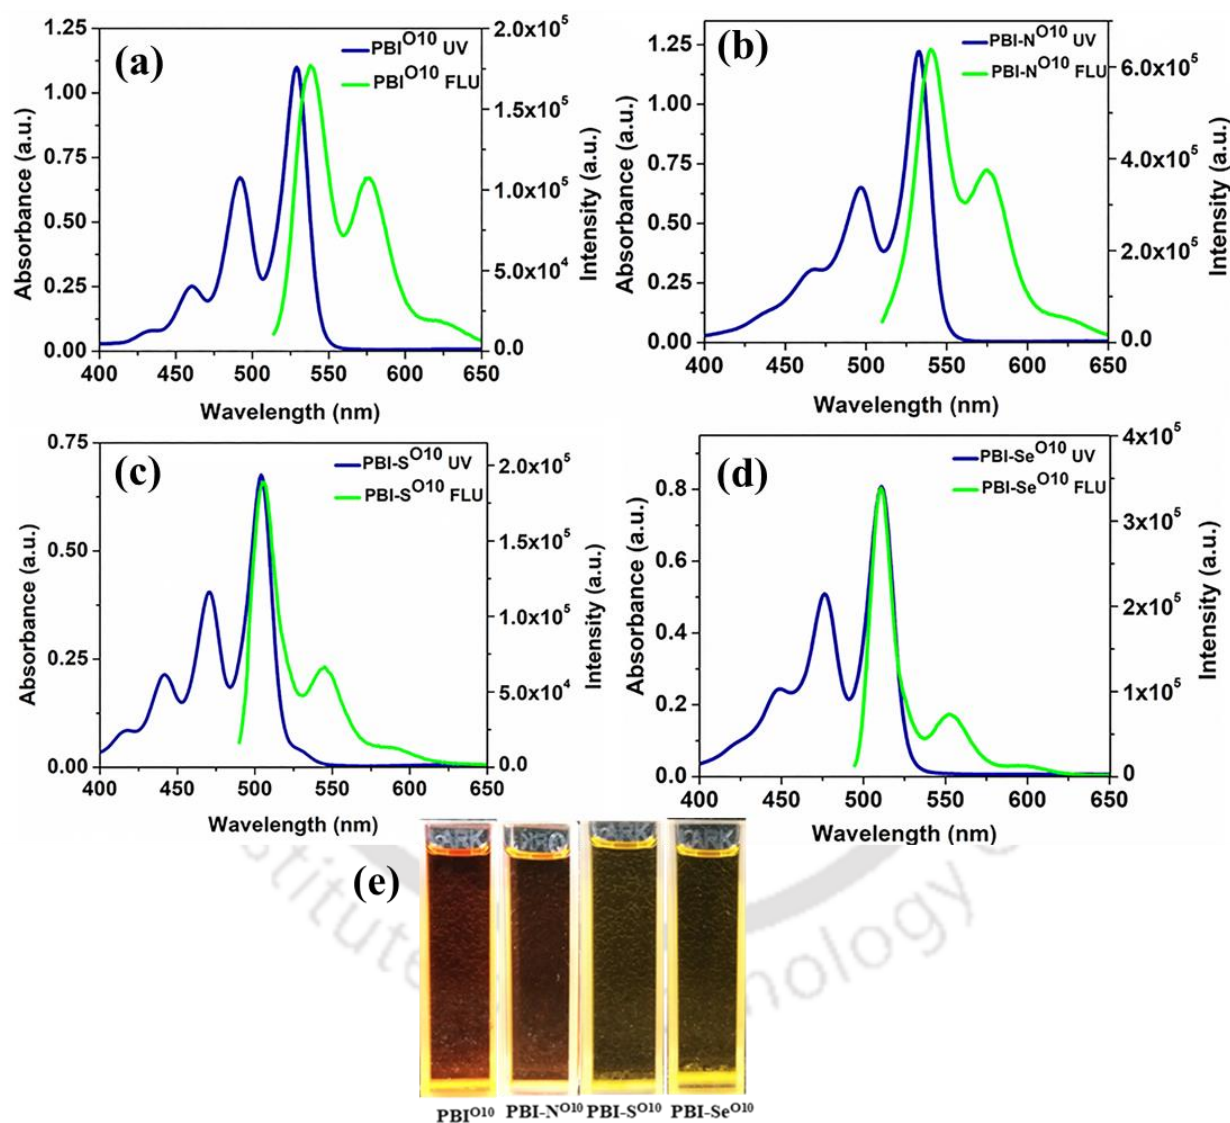 (a)
PBI^O10 UV
PBI^O10 FLU
1.25
1.00
0.75
0.50
0.25
0.00
Absorbance (a.u.)
2.0x10^5
1.5x10^5
1.0x10^5
5.0x10^4
0.0
Intensity (a.u.)
400 450 500 550 600 650
Wavelength (nm)
(b)
PBI-N^O10 UV
PBI-N^O10 FLU
1.25
1.00
0.75
0.50
0.25
0.00
Absorbance (a.u.)
6.0x10^5
4.0x10^5
2.0x10^5
0.0
Intensity (a.u.)
400 450 500 550 600 650
Wavelength (nm)
(c)
PBI-S^O10 UV
PBI-S^O10 FLU
0.75
0.50
0.25
0.00
Absorbance (a.u.)
2.0x10^5
1.5x10^5
1.0x10^5
5.0x10^4
0.0
Intensity (a.u.)
400 450 500 550 600 650
Wavelength (nm)
(d)
PBI-Se^O10 UV
PBI-Se^O10 FLU
0.8
0.6
0.4
0.2
0.0
Absorbance (a.u.)
4x10^5
3x10^5
2x10^5
1x10^5
0
Intensity (a.u.)
400 450 500 550 600 650
Wavelength (nm)
(e)
PBI^O10 PBI-N^O10 PBI-S^O10 PBI-Se^O10